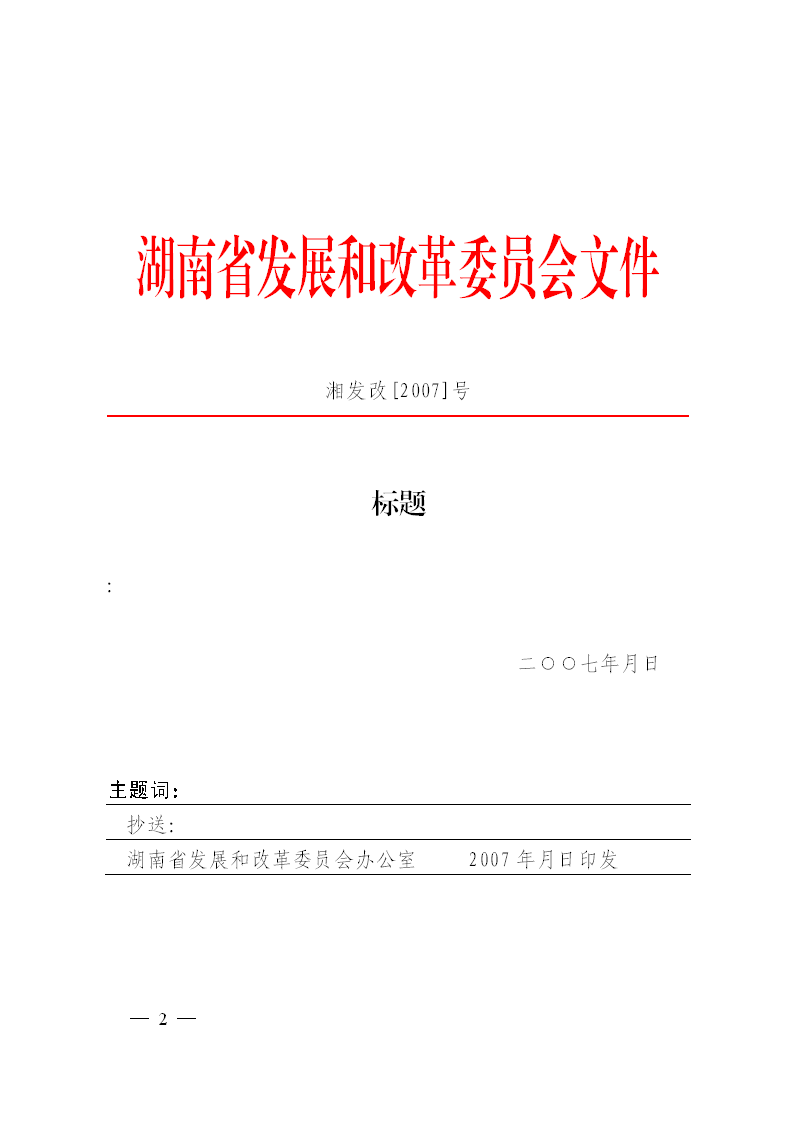 湖南省发展和改革委员会文件
湘发改[2007]号
标题
：
二〇〇七年月日
主题词：
抄送：
湖南省发展和改革委员会办公室 2007年月日印发
— 2 —